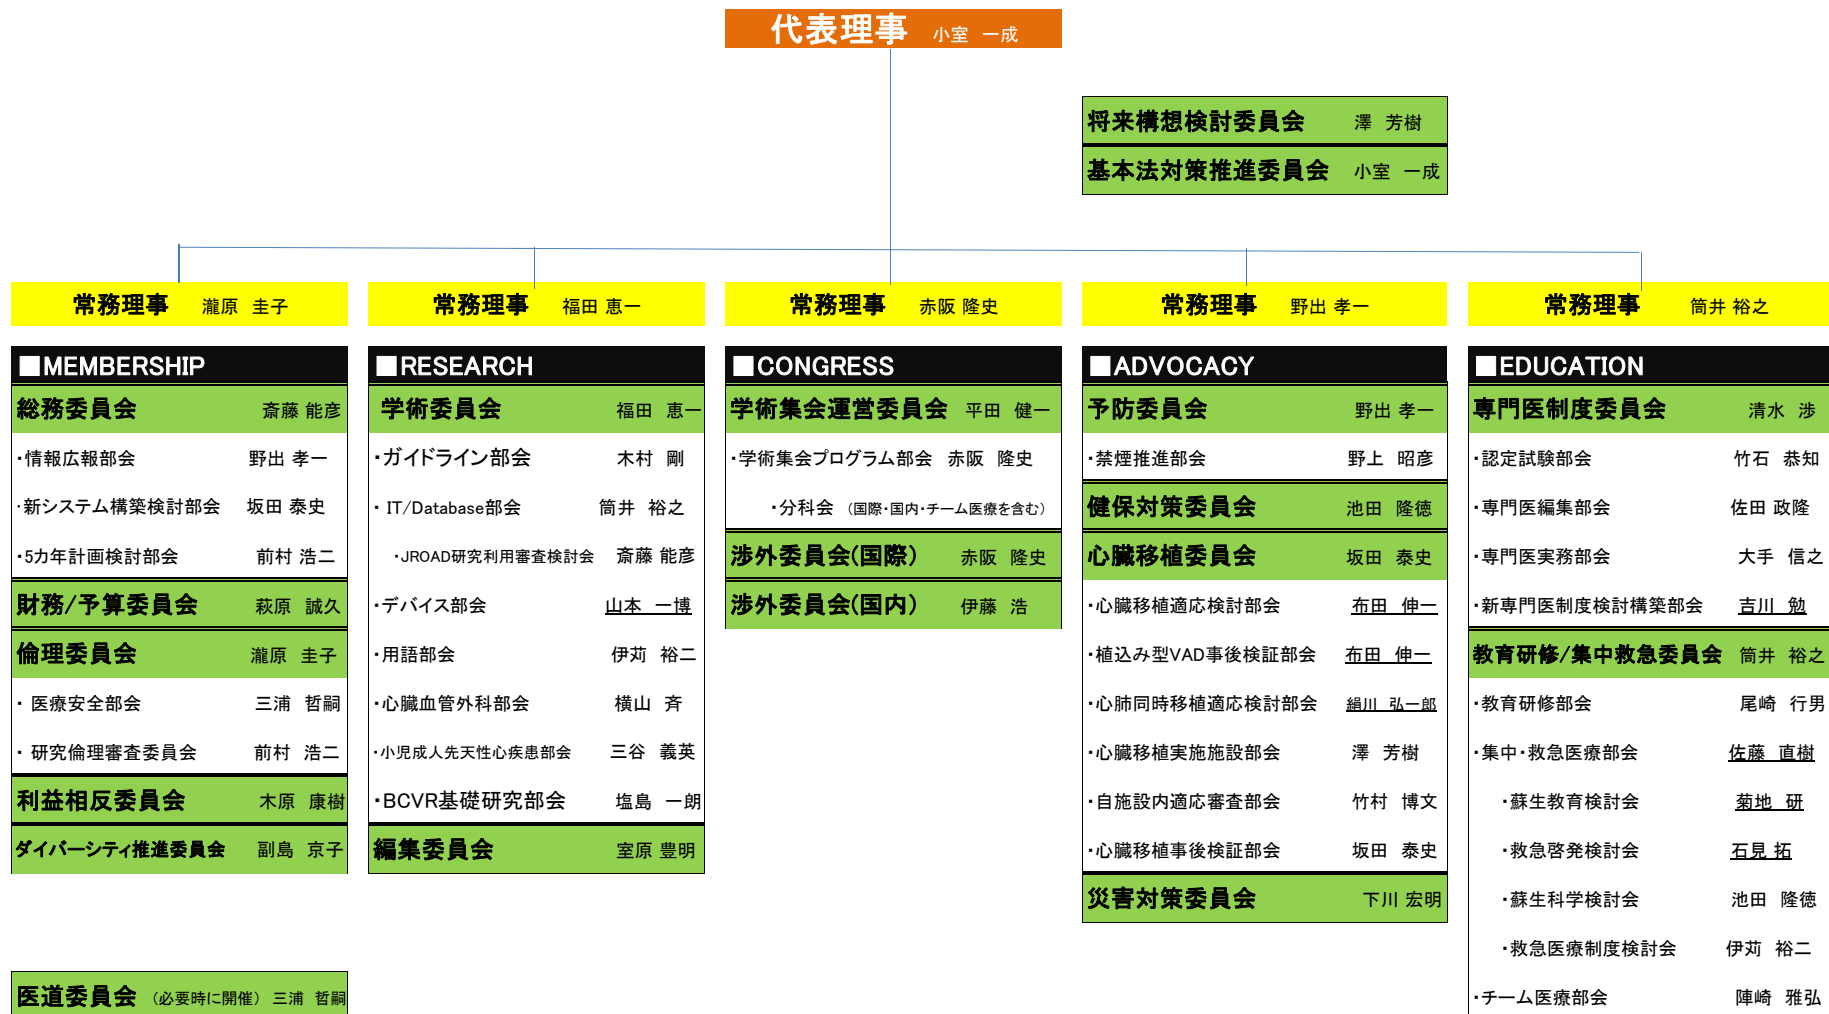 代表理事 小室 一成
将来構想検討委員会 澤 芳樹
基本法対策推進委員会 小室 一成
常務理事 瀧原 圭子
■MEMBERSHIP
総務委員会 斎藤 能彦
・情報広報部会 野出 孝一
・新システム構築検討部会 坂田 泰史
・5カ年計画検討部会 前村 浩二
財務/予算委員会 萩原 誠久
倫理委員会 瀧原 圭子
・ 医療安全部会 三浦 哲嗣
・ 研究倫理審査委員会 前村 浩二
利益相反委員会 木原 康樹
ダイバーシティ推進委員会 副島 京子
医道委員会 (必要時に開催) 三浦 哲嗣
常務理事 福田 恵一
■RESEARCH
学術委員会 福田 恵一
・ガイドライン部会 木村 剛
・ IT/Database部会 筒井 裕之
・JROAD研究利用審査検討会 斎藤 能彦
・デバイス部会 山本 一博
・用語部会 伊苅 裕二
・心臓血管外科部会 横山 斉
・小児成人先天性心疾患部会 三谷 義英
・BCVR基礎研究部会 塩島 一朗
編集委員会 室原 豊明
常務理事 赤阪 隆史
■CONGRESS
学術集会運営委員会 平田 健一
・学術集会プログラム部会 赤阪 隆史
・分科会 (国際・国内・チーム医療を含む)
渉外委員会(国際) 赤阪 隆史
渉外委員会(国内) 伊藤 浩
常務理事 野出 孝一
■ADVOCACY
予防委員会 野出 孝一
・禁煙推進部会 野上 昭彦
健保対策委員会 池田 隆徳
心臓移植委員会 坂田 泰史
・心臓移植適応検討部会 布田 伸一
・植込み型VAD事後検証部会 布田 伸一
・心肺同時移植適応検討部会 絹川 弘一郎
・心臓移植実施施設部会 澤 芳樹
・自施設内適応審査部会 竹村 博文
・心臓移植事後検証部会 坂田 泰史
災害対策委員会 下川 宏明
常務理事 筒井 裕之
■EDUCATION
専門医制度委員会 清水 渉
・認定試験部会 竹石 恭知
・専門医編集部会 佐田 政隆
・専門医実務部会 大手 信之
・新専門医制度検討構築部会 吉川 勉
教育研修/集中救急委員会 筒井 裕之
・教育研修部会 尾崎 行男
・集中・救急医療部会 佐藤 直樹
・蘇生教育検討会 菊地 研
・救急啓発検討会 石見 拓
・蘇生科学検討会 池田 隆徳
・救急医療制度検討会 伊苅 裕二
・チーム医療部会 陣崎 雅弘